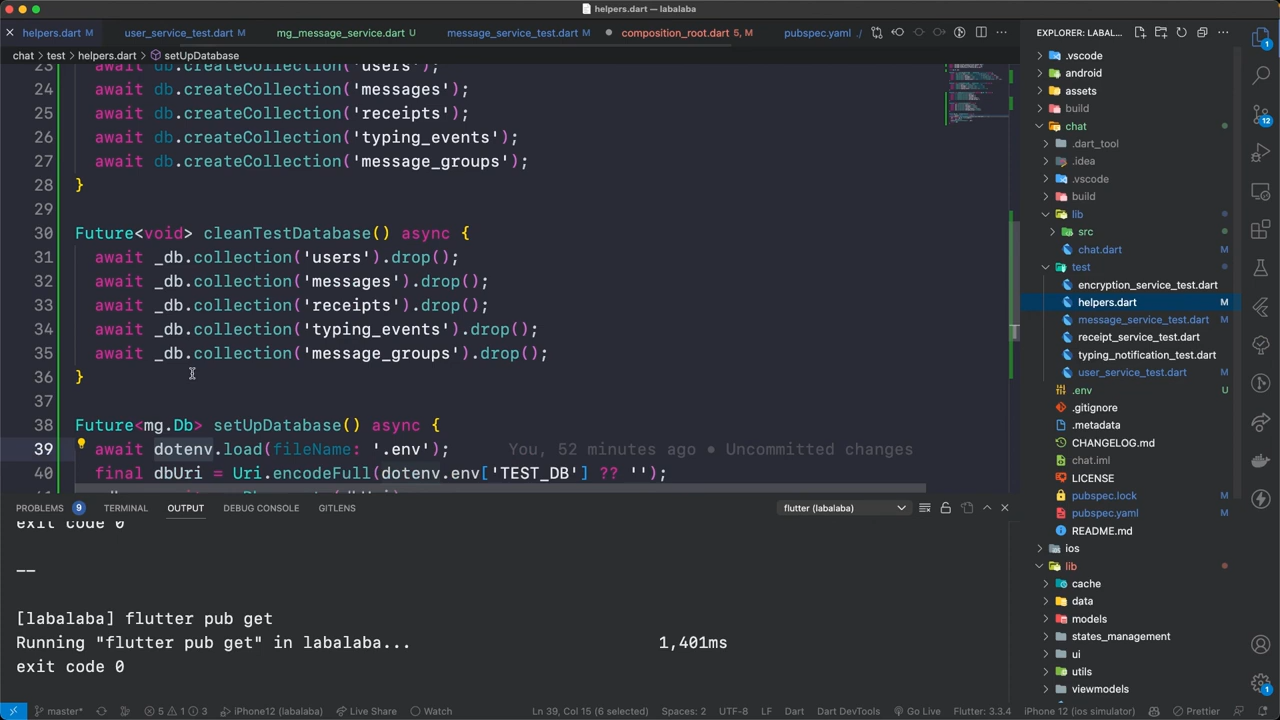 helpers.dart — labalaba
helpers.dart M
user_service_test.dart M
mg_message_service.dart U
message_service_test.dart M
composition_root.dart 5, M
pubspec.yaml ./
EXPLORER: LABAL...
chat > test > helpers.dart > setUpDatabase
23 await db.createCollection('users');
24 await db.createCollection('messages');
25 await db.createCollection('receipts');
26 await db.createCollection('typing_events');
27 await db.createCollection('message_groups');
28 }
29
30 Future<void> cleanTestDatabase() async {
31 await _db.collection('users').drop();
32 await _db.collection('messages').drop();
33 await _db.collection('receipts').drop();
34 await _db.collection('typing_events').drop();
35 await _db.collection('message_groups').drop();
36 }
37
38 Future<mg.Db> setUpDatabase() async {
39 await dotenv.load(fileName: '.env'); You, 52 minutes ago • Uncommitted changes
40 final dbUri = Uri.encodeFull(dotenv.env['TEST_DB'] ?? '');
.vscode
android
assets
build
chat
.dart_tool
.idea
.vscode
build
lib
src
chat.dart M
test
encryption_service_test.dart
helpers.dart M
message_service_test.dart M
receipt_service_test.dart
typing_notification_test.dart
user_service_test.dart M
.env U
.gitignore
.metadata
CHANGELOG.md
chat.iml
LICENSE
pubspec.lock M
pubspec.yaml M
README.md
ios
lib
cache
data
models
states_management
ui
utils
viewmodels
1
12
1
PROBLEMS 9 TERMINAL OUTPUT DEBUG CONSOLE GITLENS
flutter (labalaba)
exit code 0
——
[labalaba] flutter pub get
Running "flutter pub get" in labalaba... 1,401ms
exit code 0
master* 5 1 3 iPhone12 (labalaba) Live Share Watch Ln 39, Col 15 (6 selected) Spaces: 2 UTF-8 LF Dart Dart DevTools Go Live Flutter: 3.3.4 iPhone 12 (ios simulator) Prettier